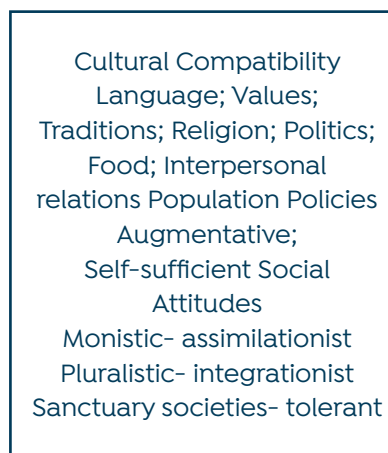 Cultural Compatibility
Language; Values;
Traditions; Religion; Politics;
Food; Interpersonal
relations Population Policies
Augmentative;
Self-sufficient Social
Attitudes
Monistic- assimilationist
Pluralistic- integrationist
Sanctuary societies- tolerant